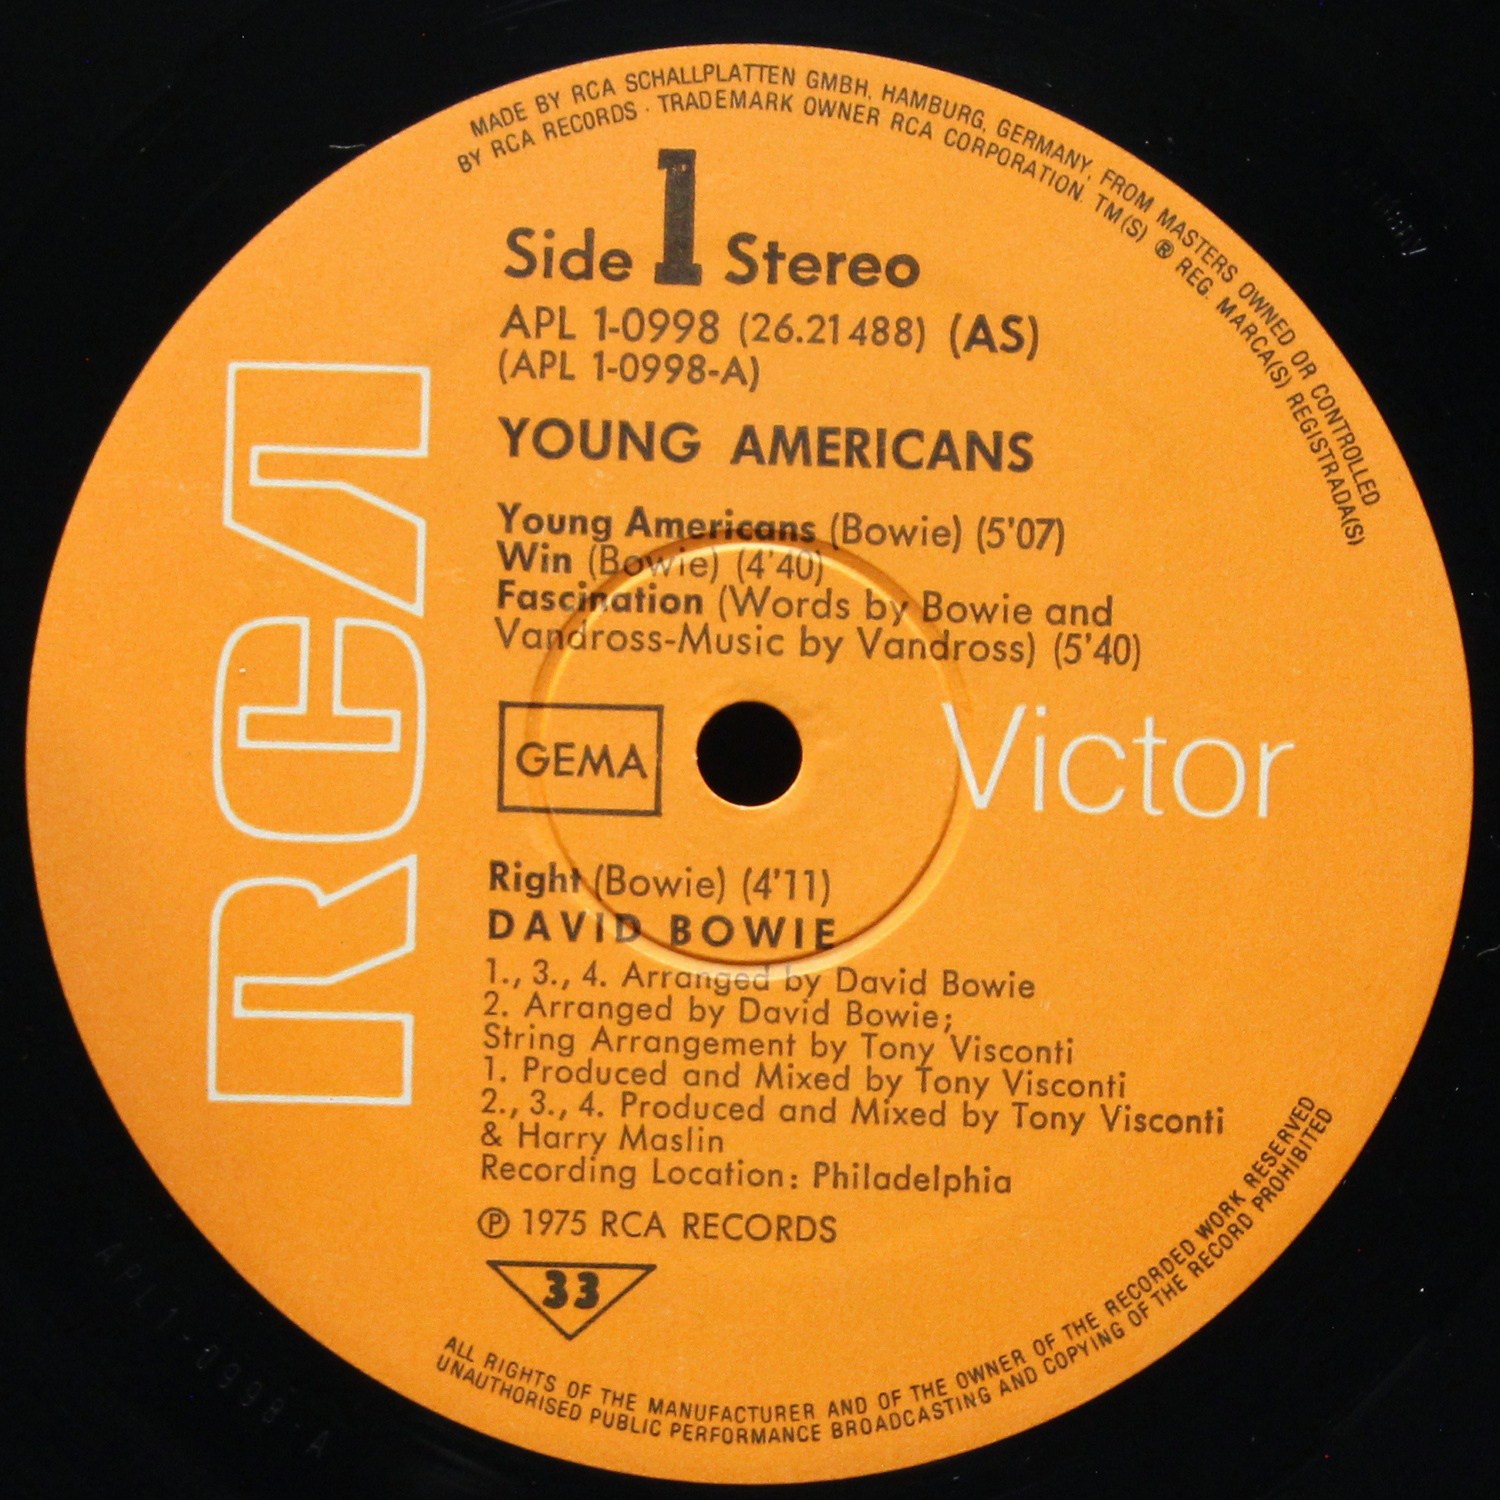 MADE BY RCA SCHALLPLATTEN GMBH, HAMBURG, GERMANY, FROM MASTERS OWNED OR CONTROLLED
BY RCA RECORDS · TRADEMARK OWNER RCA CORPORATION. TM(S) ® REG. MARCA(S) REGISTRADA(S)
Side 1 Stereo
APL 1-0998 (26.21488) (AS)
(APL 1-0998-A)
YOUNG AMERICANS
Young Americans (Bowie) (5'07)
Win (Bowie) (4'40)
Fascination (Words by Bowie and
Vandross-Music by Vandross) (5'40)
RCA
GEMA
Victor
Right (Bowie) (4'11)
DAVID BOWIE
1., 3., 4. Arranged by David Bowie
2. Arranged by David Bowie;
String Arrangement by Tony Visconti
1. Produced and Mixed by Tony Visconti
2., 3., 4. Produced and Mixed by Tony Visconti
& Harry Maslin
Recording Location: Philadelphia
℗ 1975 RCA RECORDS
33
ALL RIGHTS OF THE MANUFACTURER AND OF THE OWNER OF THE RECORDED WORK RESERVED
UNAUTHORISED PUBLIC PERFORMANCE BROADCASTING AND COPYING OF THE RECORD PROHIBITED
APL1-0998-A